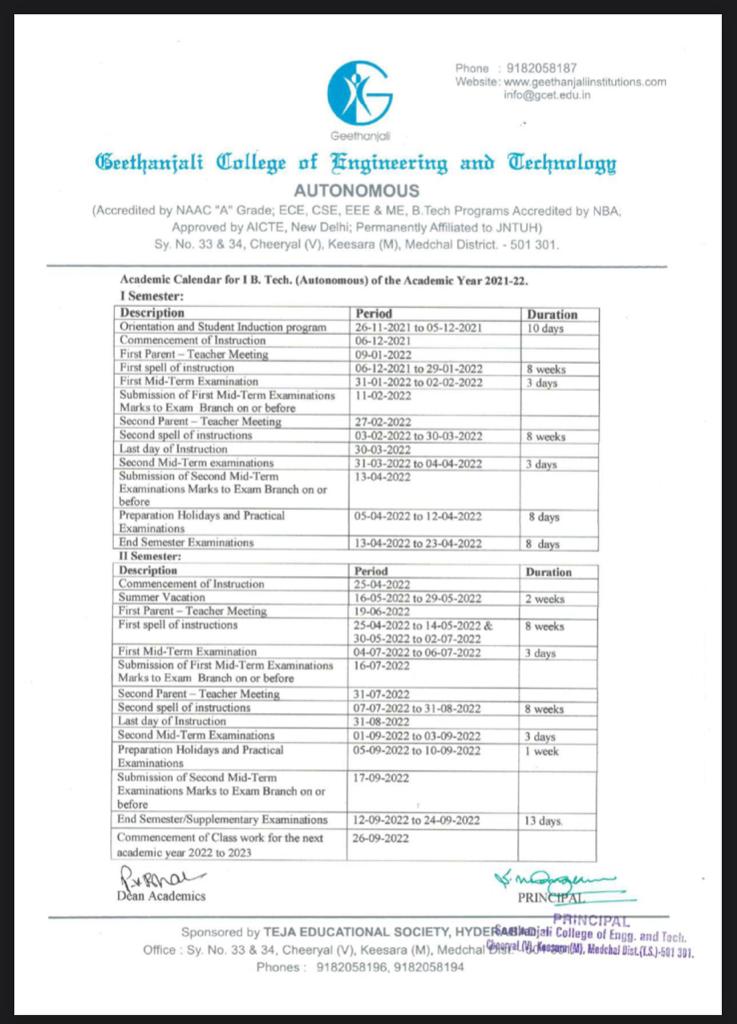 Phone : 9182058187
Website: www.geethanjaliinstitutions.com
info@gcet.edu.in
G
Geethanjali
Geethanjali College of Engineering and Technology
AUTONOMOUS
(Accredited by NAAC "A" Grade; ECE, CSE, EEE & ME, B.Tech Programs Accredited by NBA,
Approved by AICTE, New Delhi; Permanently Affiliated to JNTUH)
Sy. No. 33 & 34, Cheeryal (V), Keesara (M), Medchal District. - 501 301.
Academic Calendar for I B. Tech. (Autonomous) of the Academic Year 2021-22.
I Semester:
Description Period Duration
Orientation and Student Induction program 26-11-2021 to 05-12-2021 10 days
Commencement of Instruction 06-12-2021
First Parent – Teacher Meeting 09-01-2022
First spell of instruction 06-12-2021 to 29-01-2022 8 weeks
First Mid-Term Examination 31-01-2022 to 02-02-2022 3 days
Submission of First Mid-Term Examinations 11-02-2022
Marks to Exam Branch on or before
Second Parent – Teacher Meeting 27-02-2022
Second spell of instructions 03-02-2022 to 30-03-2022 8 weeks
Last day of Instruction 30-03-2022
Second Mid-Term examinations 31-03-2022 to 04-04-2022 3 days
Submission of Second Mid-Term 13-04-2022
Examinations Marks to Exam Branch on or
before
Preparation Holidays and Practical 05-04-2022 to 12-04-2022 8 days
Examinations
End Semester Examinations 13-04-2022 to 23-04-2022 8 days
II Semester:
Description Period Duration
Commencement of Instruction 25-04-2022
Summer Vacation 16-05-2022 to 29-05-2022 2 weeks
First Parent – Teacher Meeting 19-06-2022
First spell of instructions 25-04-2022 to 14-05-2022 & 8 weeks
30-05-2022 to 02-07-2022
First Mid-Term Examination 04-07-2022 to 06-07-2022 3 days
Submission of First Mid-Term Examinations 16-07-2022
Marks to Exam Branch on or before
Second Parent – Teacher Meeting 31-07-2022
Second spell of instructions 07-07-2022 to 31-08-2022 8 weeks
Last day of Instruction 31-08-2022
Second Mid-Term Examinations 01-09-2022 to 03-09-2022 3 days
Preparation Holidays and Practical 05-09-2022 to 10-09-2022 1 week
Examinations
Submission of Second Mid-Term 17-09-2022
Examinations Marks to Exam Branch on or
before
End Semester/Supplementary Examinations 12-09-2022 to 24-09-2022 13 days.
Commencement of Class work for the next 26-09-2022
academic year 2022 to 2023
Dean Academics PRINCIPAL
PRINCIPAL
Sponsored by TEJA EDUCATIONAL SOCIETY, HYDERABAD
Geethanjali College of Engg. and Tech.
Office : Sy. No. 33 & 34, Cheeryal (V), Keesara (M), Medchal Dist.
Cheeryal (V), Keesara(M), Medchal Dist.(T.S.)-501 301.
Phones : 9182058196, 9182058194